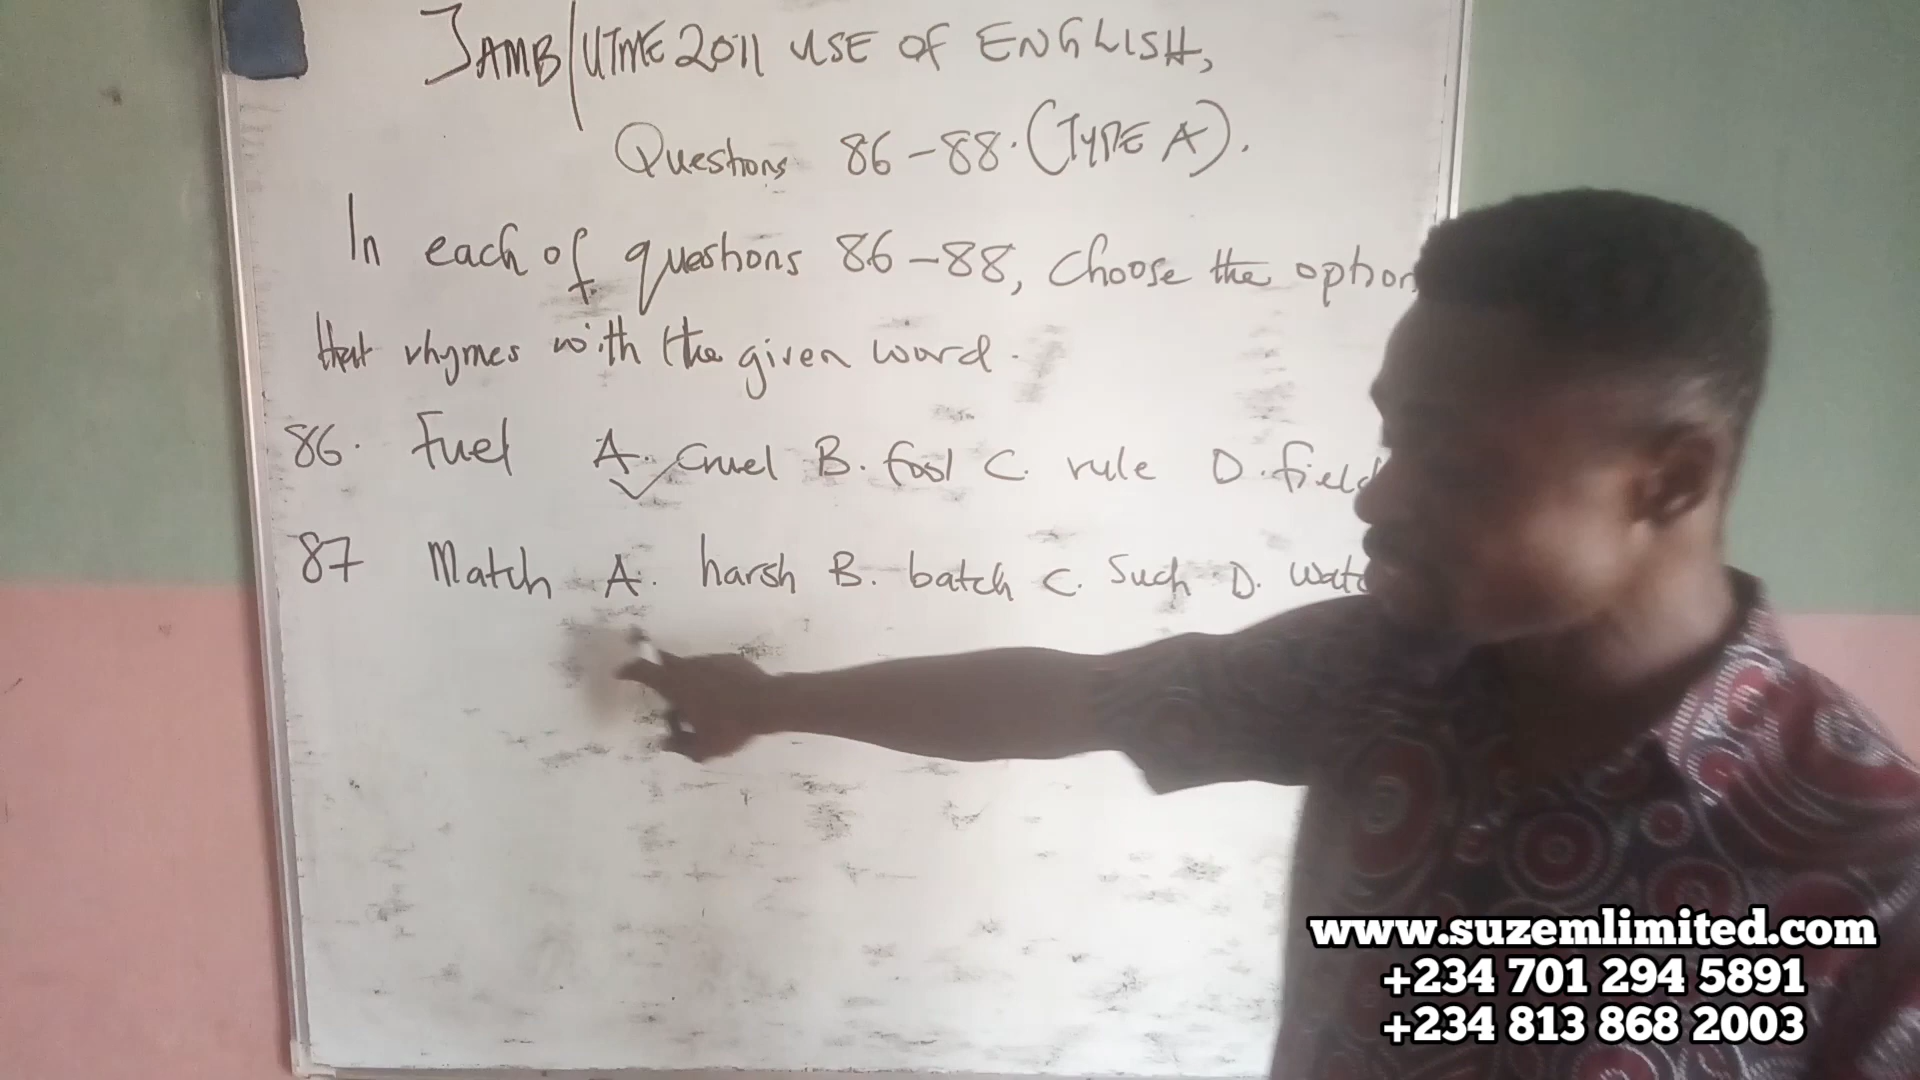 JAMB/UTME 2011 USE OF ENGLISH,
Questions 86-88. (TYPE A).
In each of questions 86-88, Choose the option
that rhymes with the given word.
86. Fuel A. Cruel B. fool C. rule D. field
87 Match A. harsh B. batch C. Such D.
www.suzemlimited.com
+234 701 294 5891
+234 813 868 2003